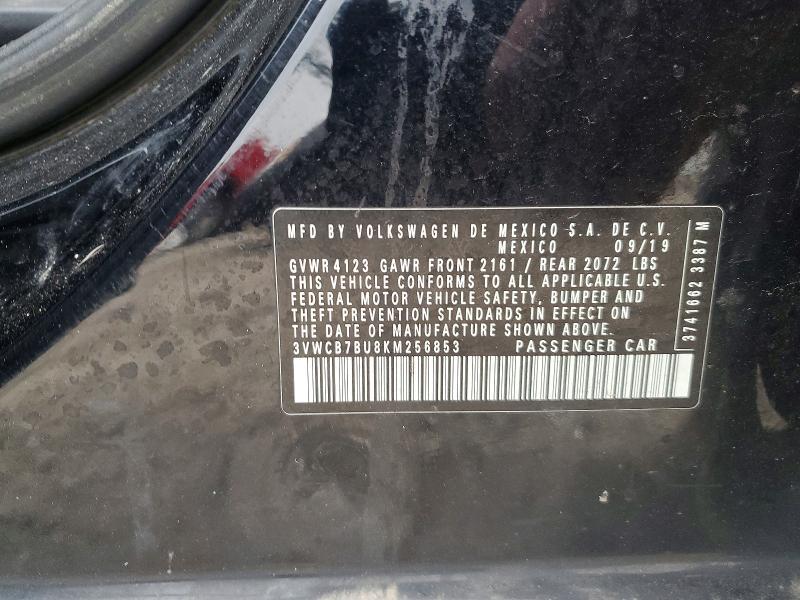 MFD BY VOLKSWAGEN DE MEXICO S.A. DE C.V.
MEXICO 09/19
GVWR 4123 GAWR FRONT 2161 / REAR 2072 LBS
THIS VEHICLE CONFORMS TO ALL APPLICABLE U.S.
FEDERAL MOTOR VEHICLE SAFETY, BUMPER AND
THEFT PREVENTION STANDARDS IN EFFECT ON
THE DATE OF MANUFACTURE SHOWN ABOVE.
3VWCB7BU8KM256853 PASSENGER CAR
3741662 3387 M